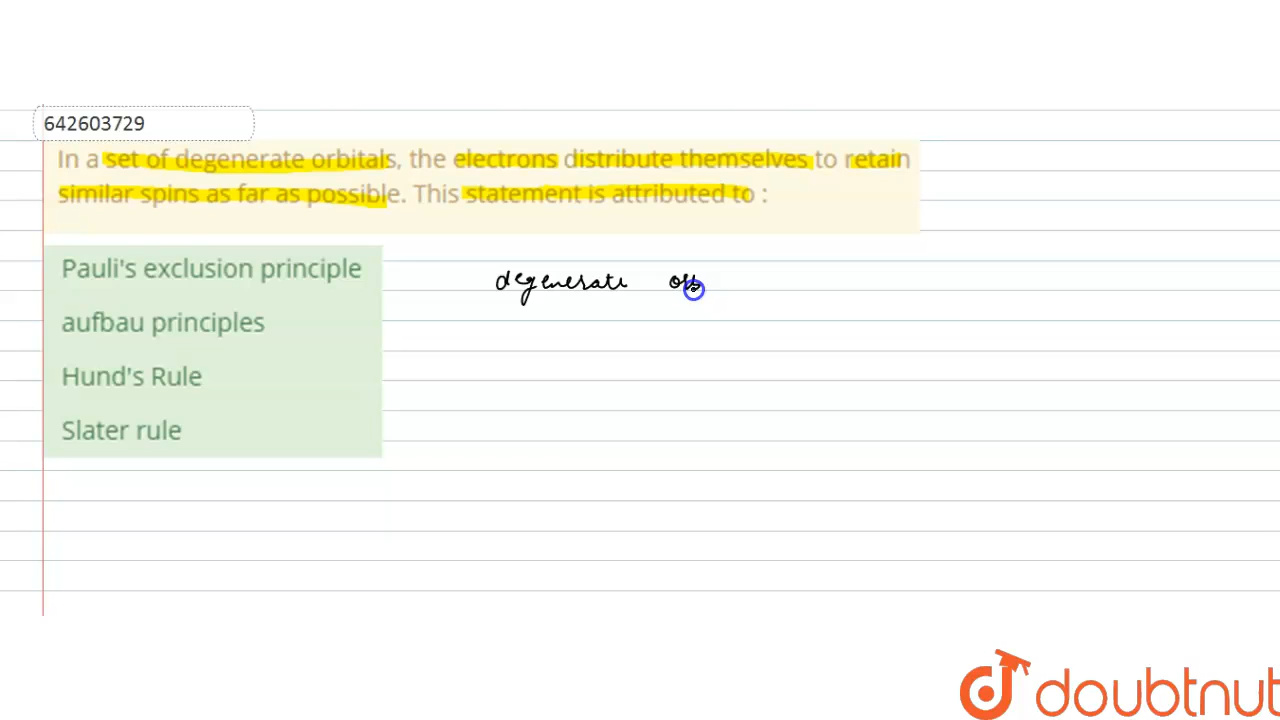 642603729
In a set of degenerate orbitals, the electrons distribute themselves to retain
similar spins as far as possible. This statement is attributed to :
Pauli's exclusion principle
degenerate
aufbau principles
Hund's Rule
Slater rule
doubtnut